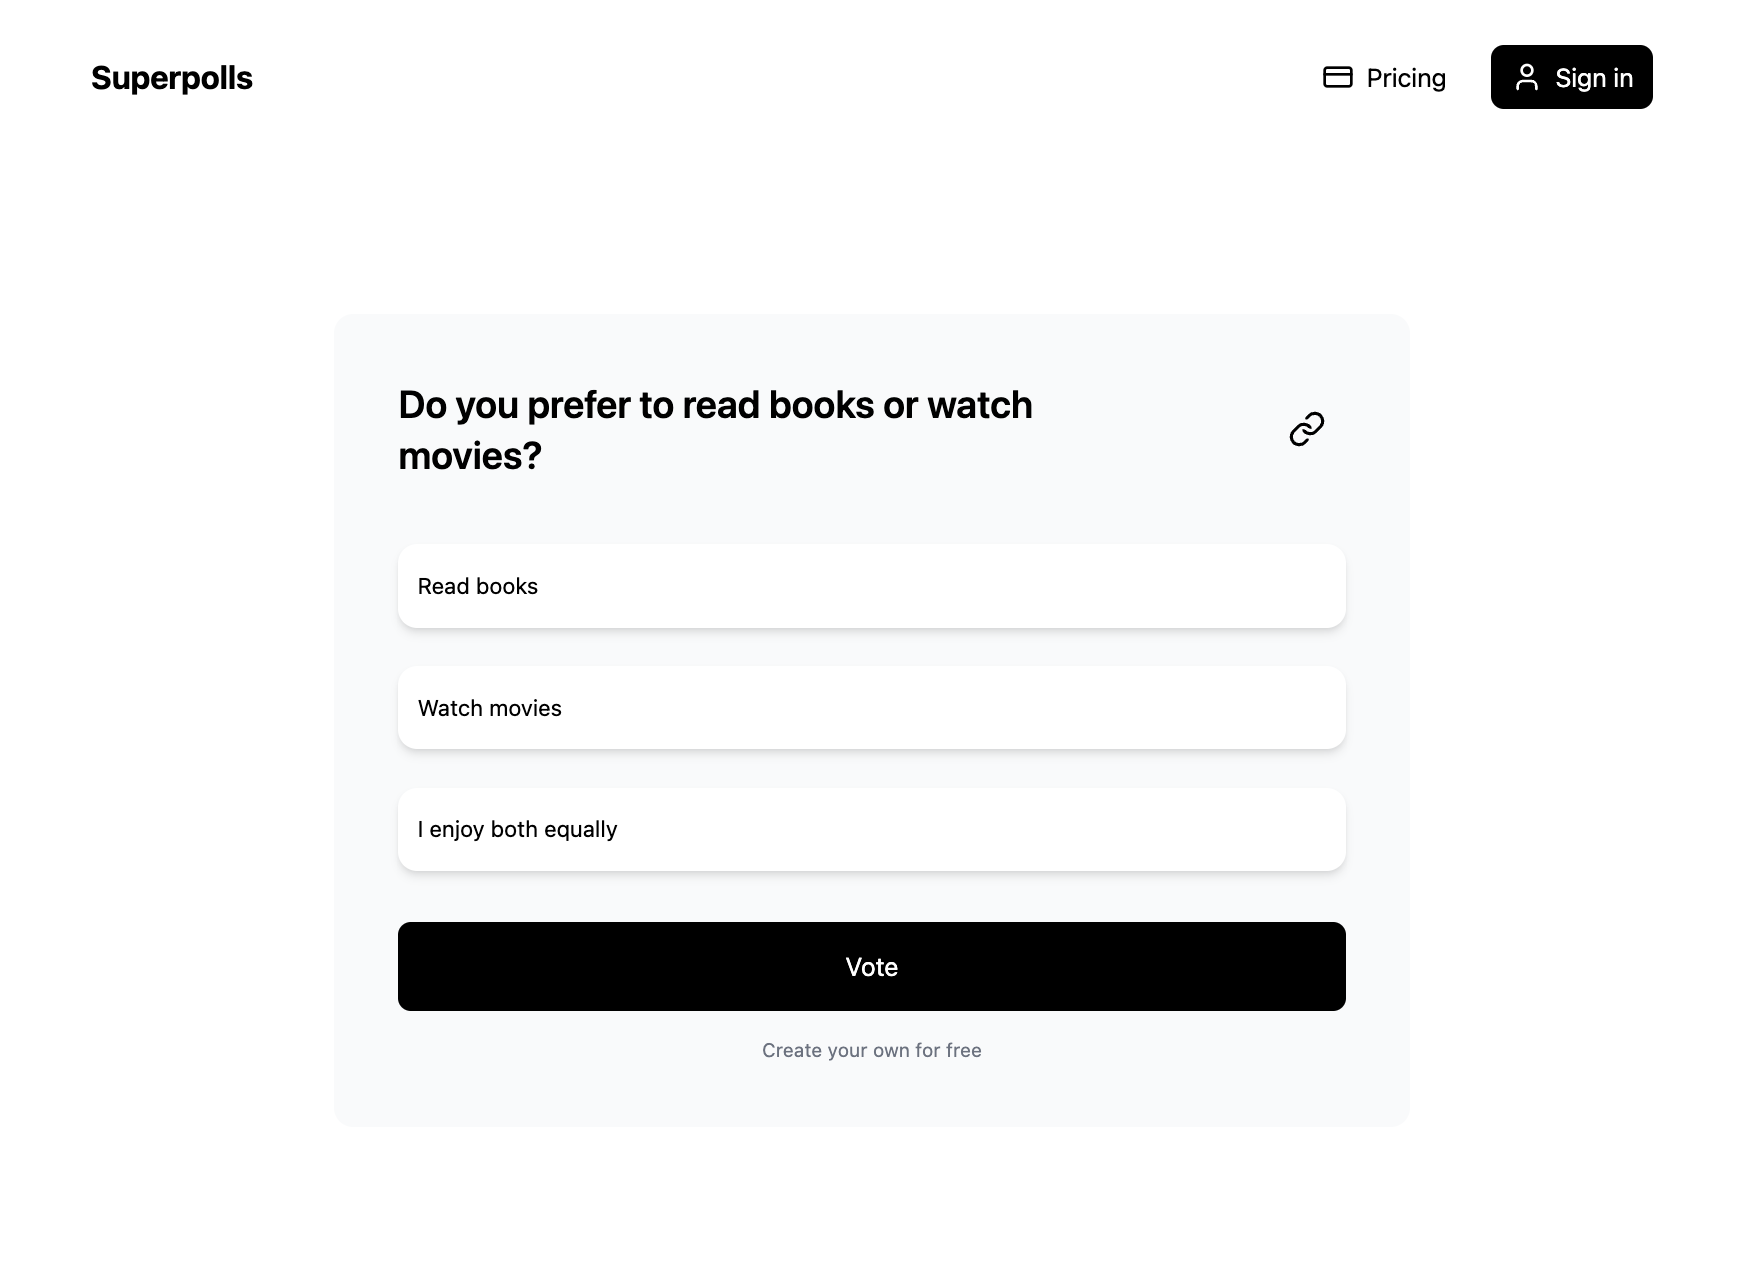 Superpolls
Pricing
Sign in
Do you prefer to read books or watch
movies?
Read books
Watch movies
I enjoy both equally
Vote
Create your own for free